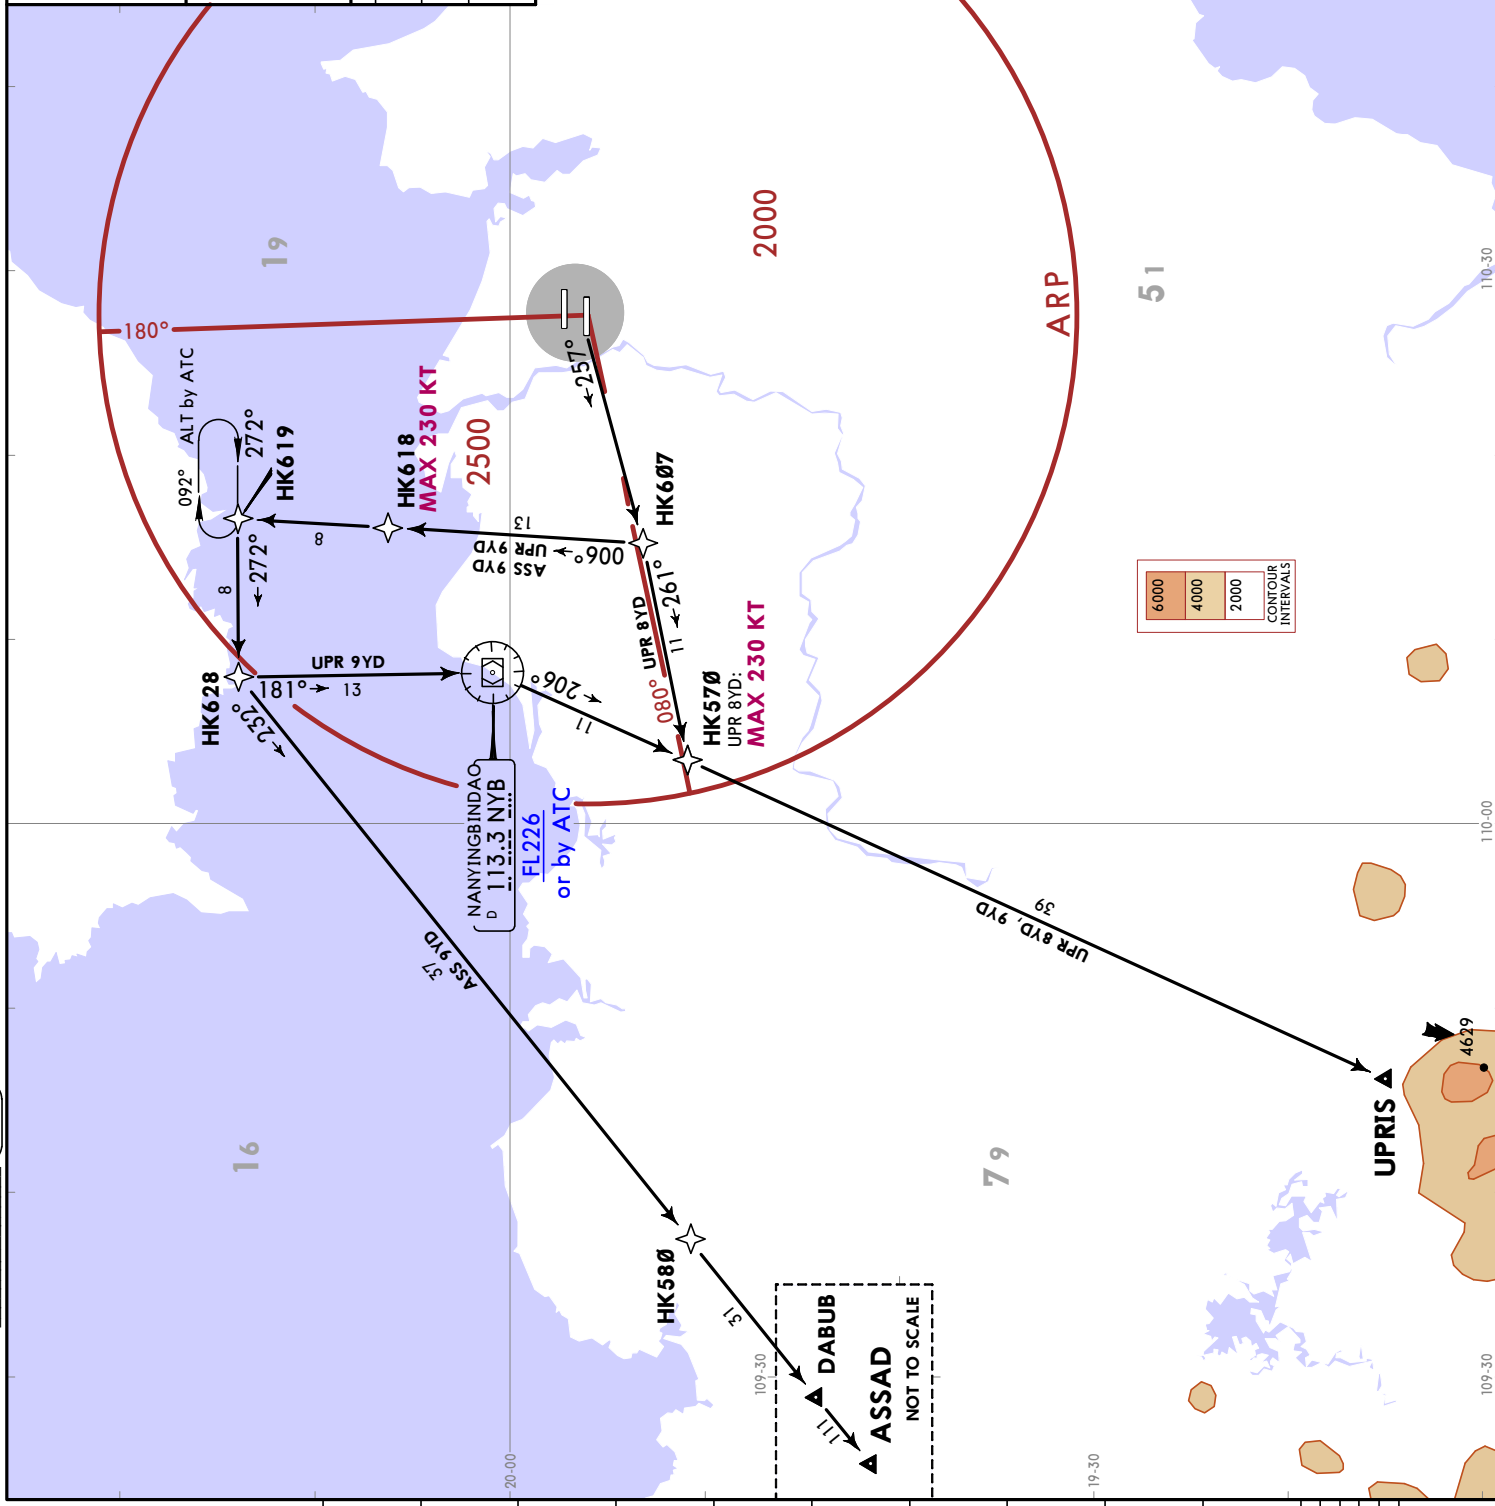 180°
19
2000
ARP
51
110-30
ALT by ATC
092°
272°
HK619
HK618
MAX 230 KT
2500
257°
HK6Ø7
8
13
UPR 9YD
ASS 9YD
006°
8
272°
261°
11
UPR 8YD
080°
HK57Ø
UPR 8YD:
MAX 230 KT
HK628
181°
13
UPR 9YD
232°
206°
11
NANYINGBINDAO
D 113.3 NYB
FL226
or by ATC
6000
4000
2000
CONTOUR
INTERVALS
110-00
37
ASS 9YD
39
UPR 8YD, 9YD
16
79
4629
UPRIS
HK58Ø
31
DABUB
111
ASSAD
NOT TO SCALE
109-30
109-30
20-00
19-30